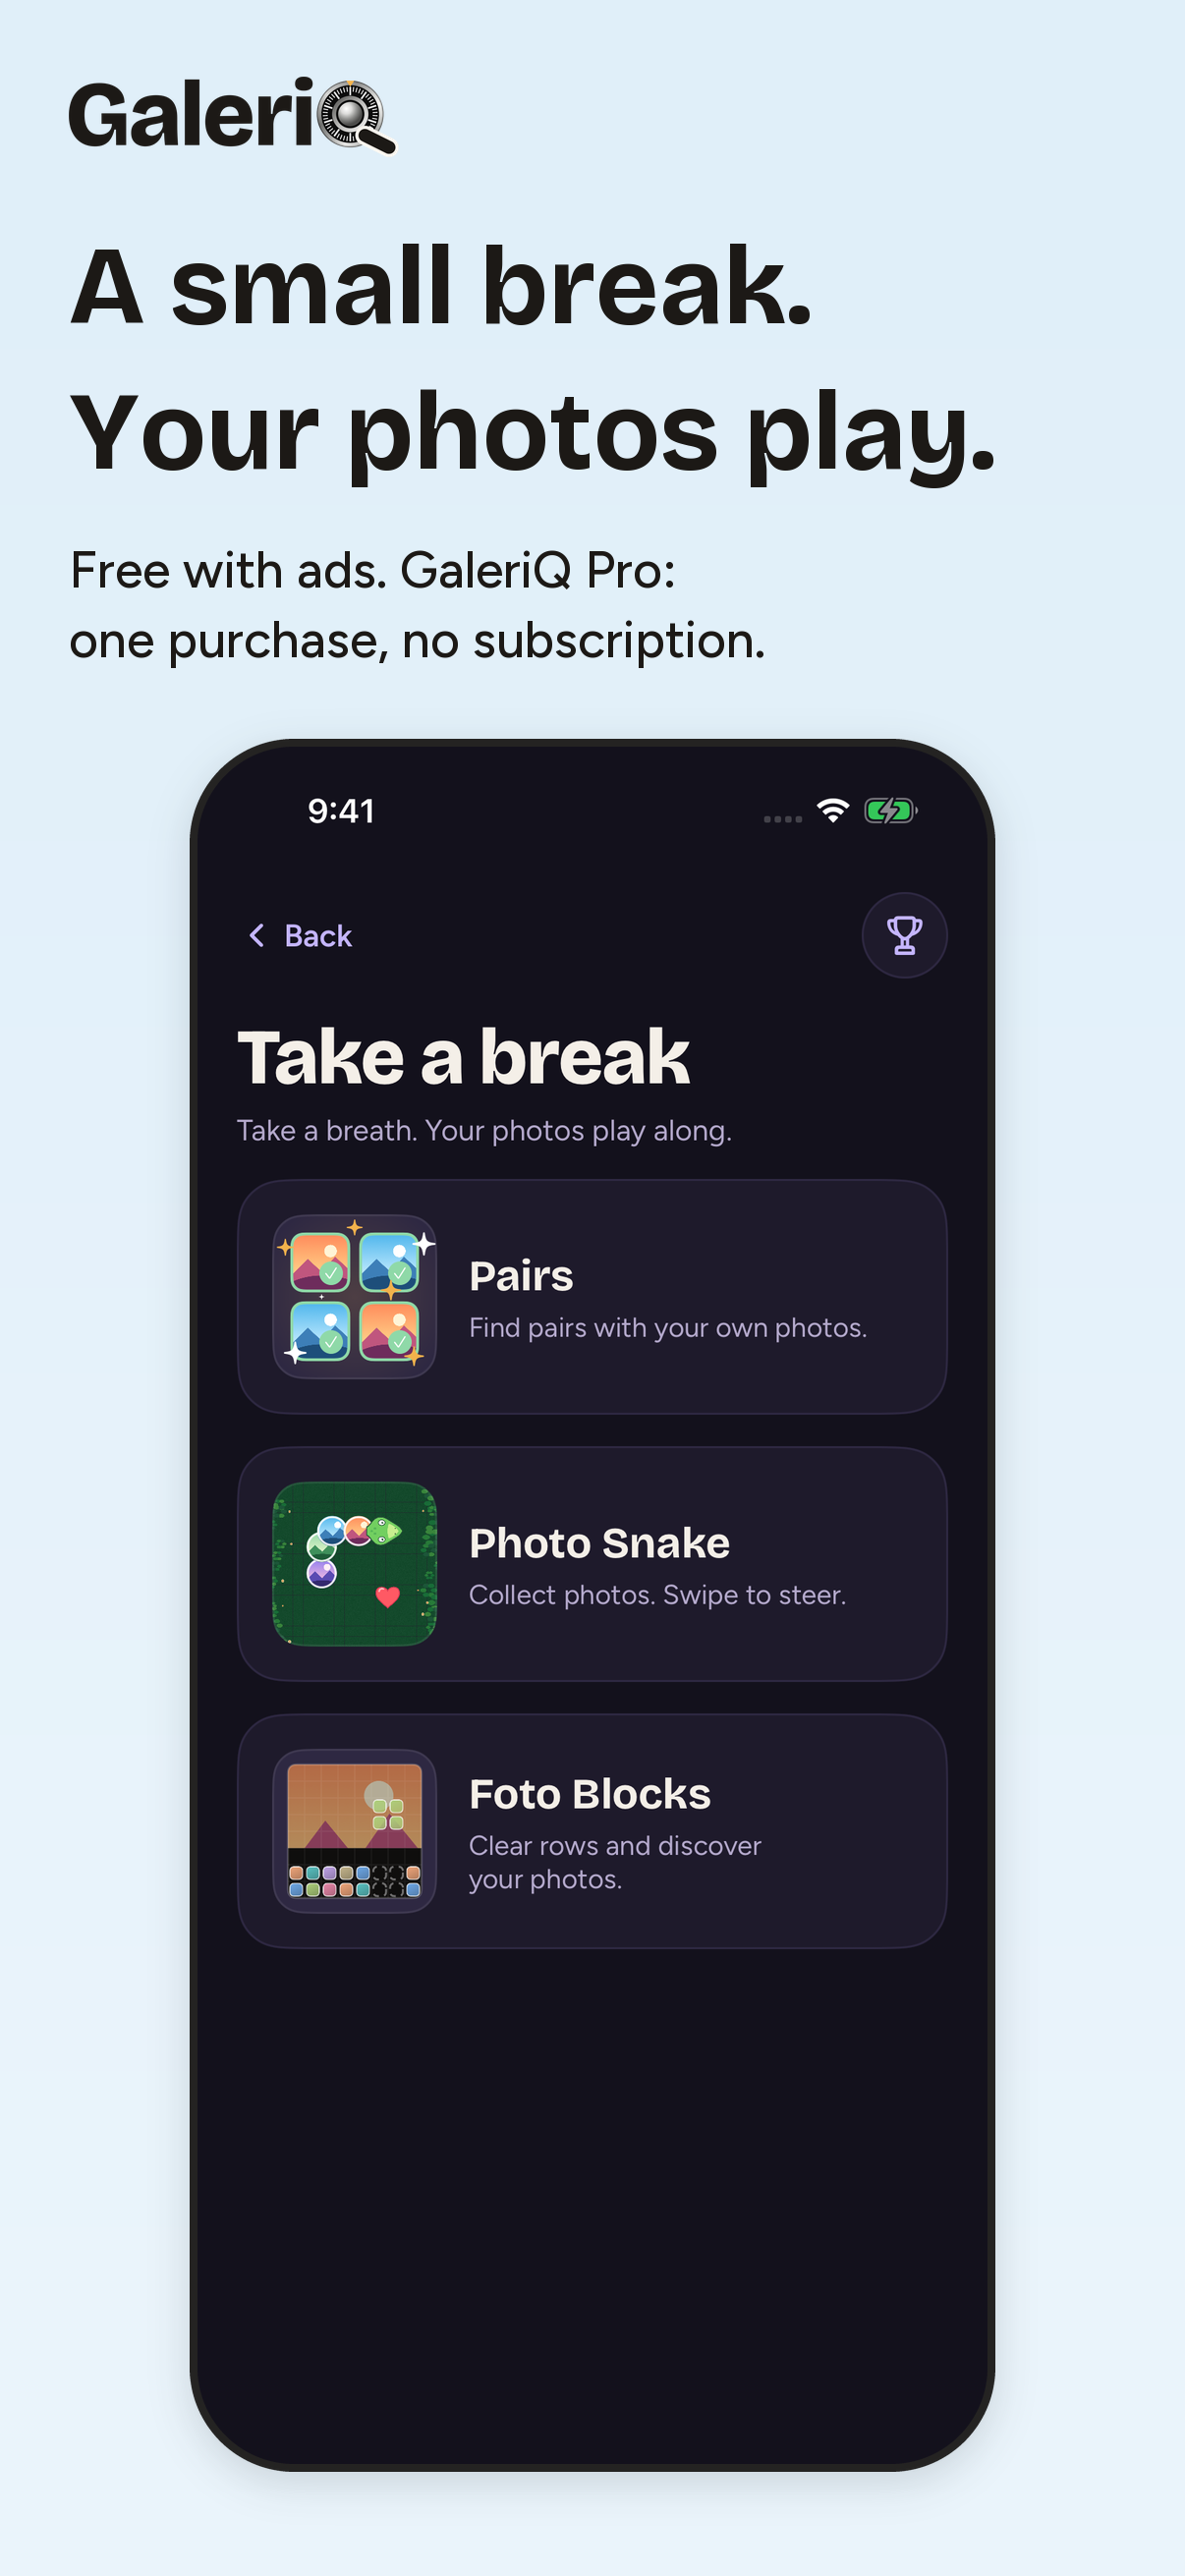 GaleriQ
A small break.
Your photos play.
Free with ads. GaleriQ Pro:
one purchase, no subscription.
9:41
Back
Take a break
Take a breath. Your photos play along.
Pairs
Find pairs with your own photos.
Photo Snake
Collect photos. Swipe to steer.
Foto Blocks
Clear rows and discover
your photos.